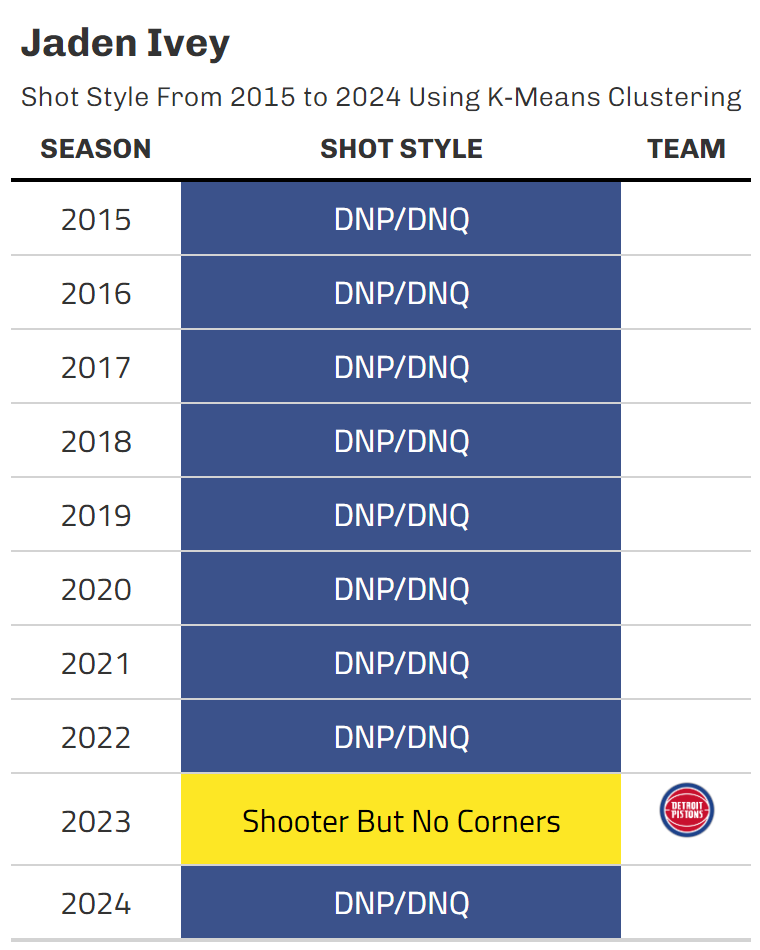 Jaden Ivey
Shot Style From 2015 to 2024 Using K-Means Clustering
SEASON SHOT STYLE TEAM
2015 DNP/DNQ
2016 DNP/DNQ
2017 DNP/DNQ
2018 DNP/DNQ
2019 DNP/DNQ
2020 DNP/DNQ
2021 DNP/DNQ
2022 DNP/DNQ
2023 Shooter But No Corners DETROIT PISTONS
2024 DNP/DNQ